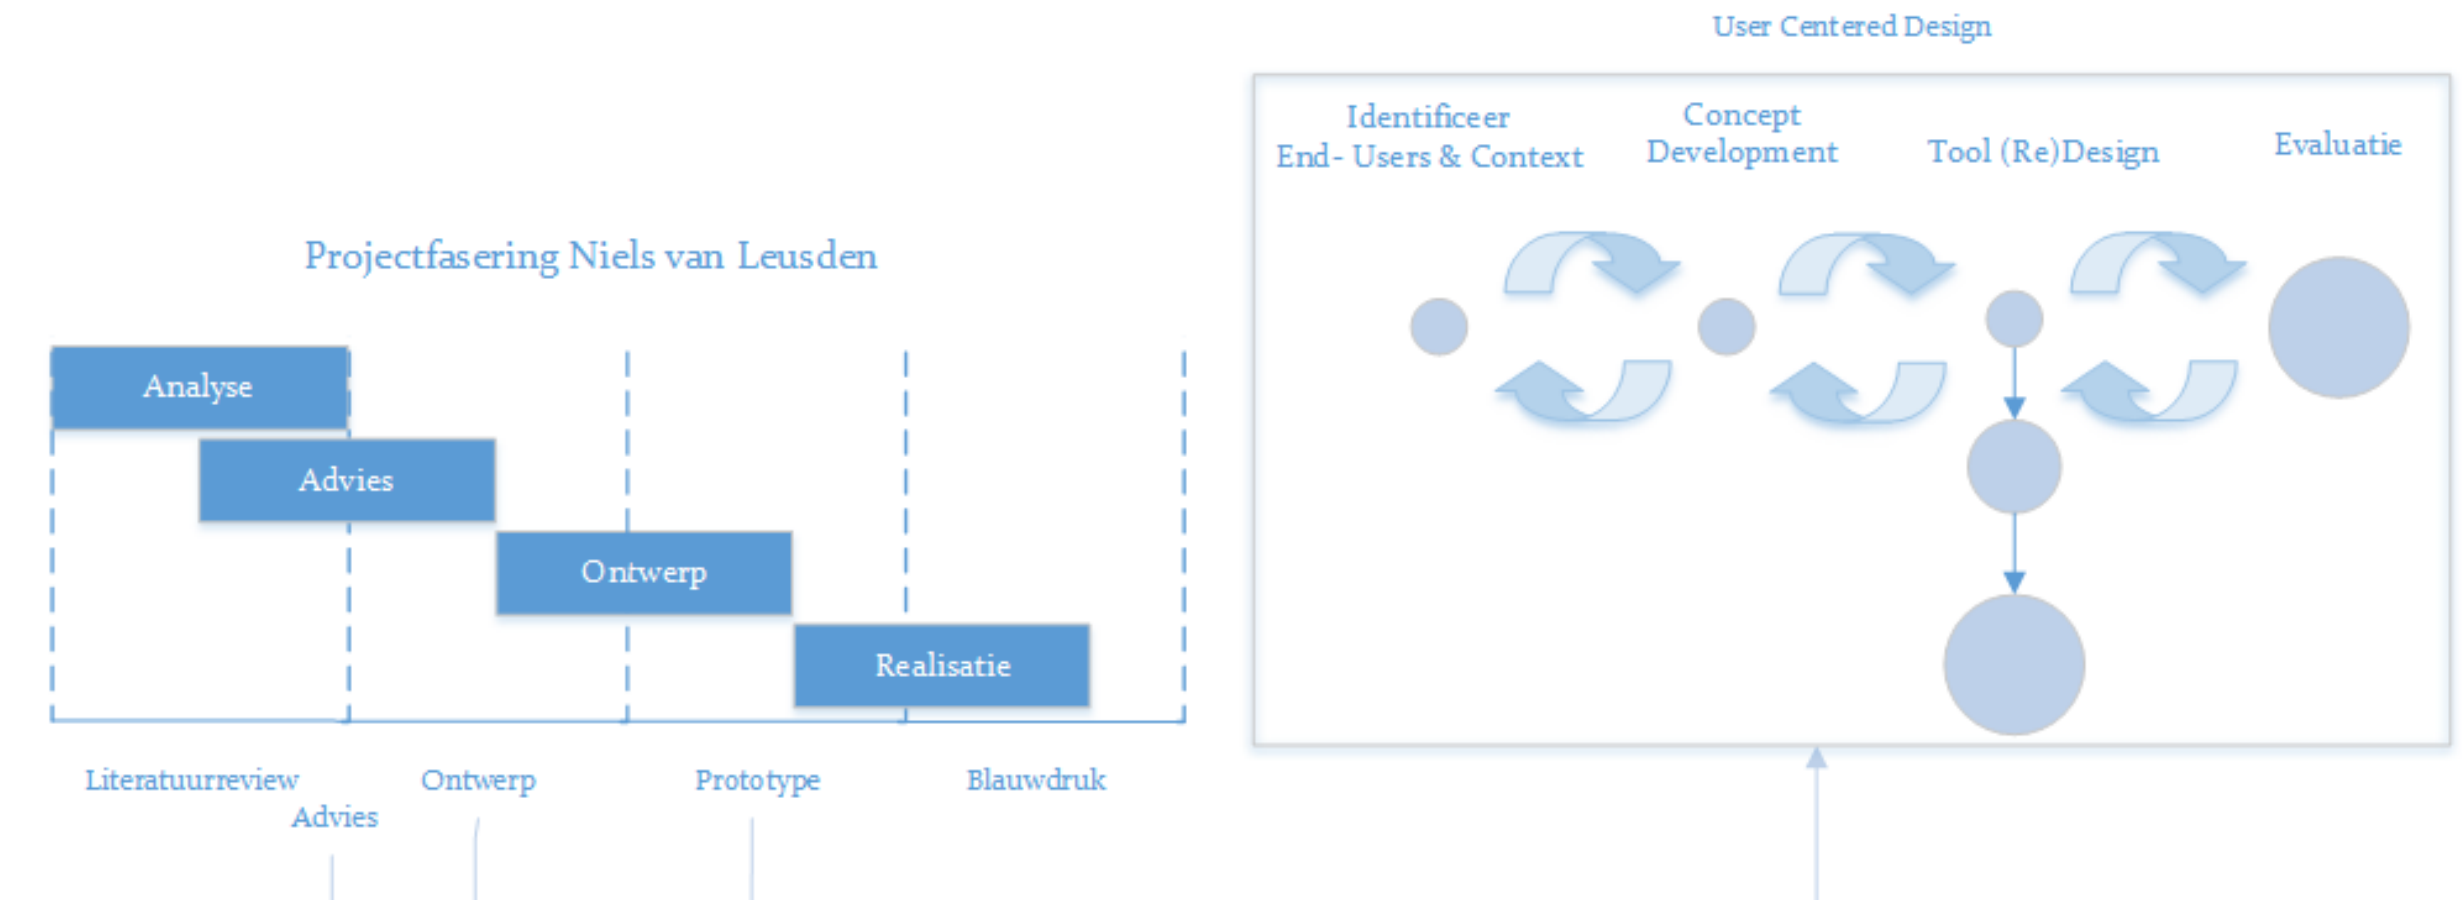 User Centered Design
Identificeer
End- Users & Context
Concept
Development
Tool (Re)Design
Evaluatie
Projectfasering Niels van Leusden
Analyse
Advies
Ontwerp
Realisatie
Literatuurreview
Advies
Ontwerp
Prototype
Blauwdruk